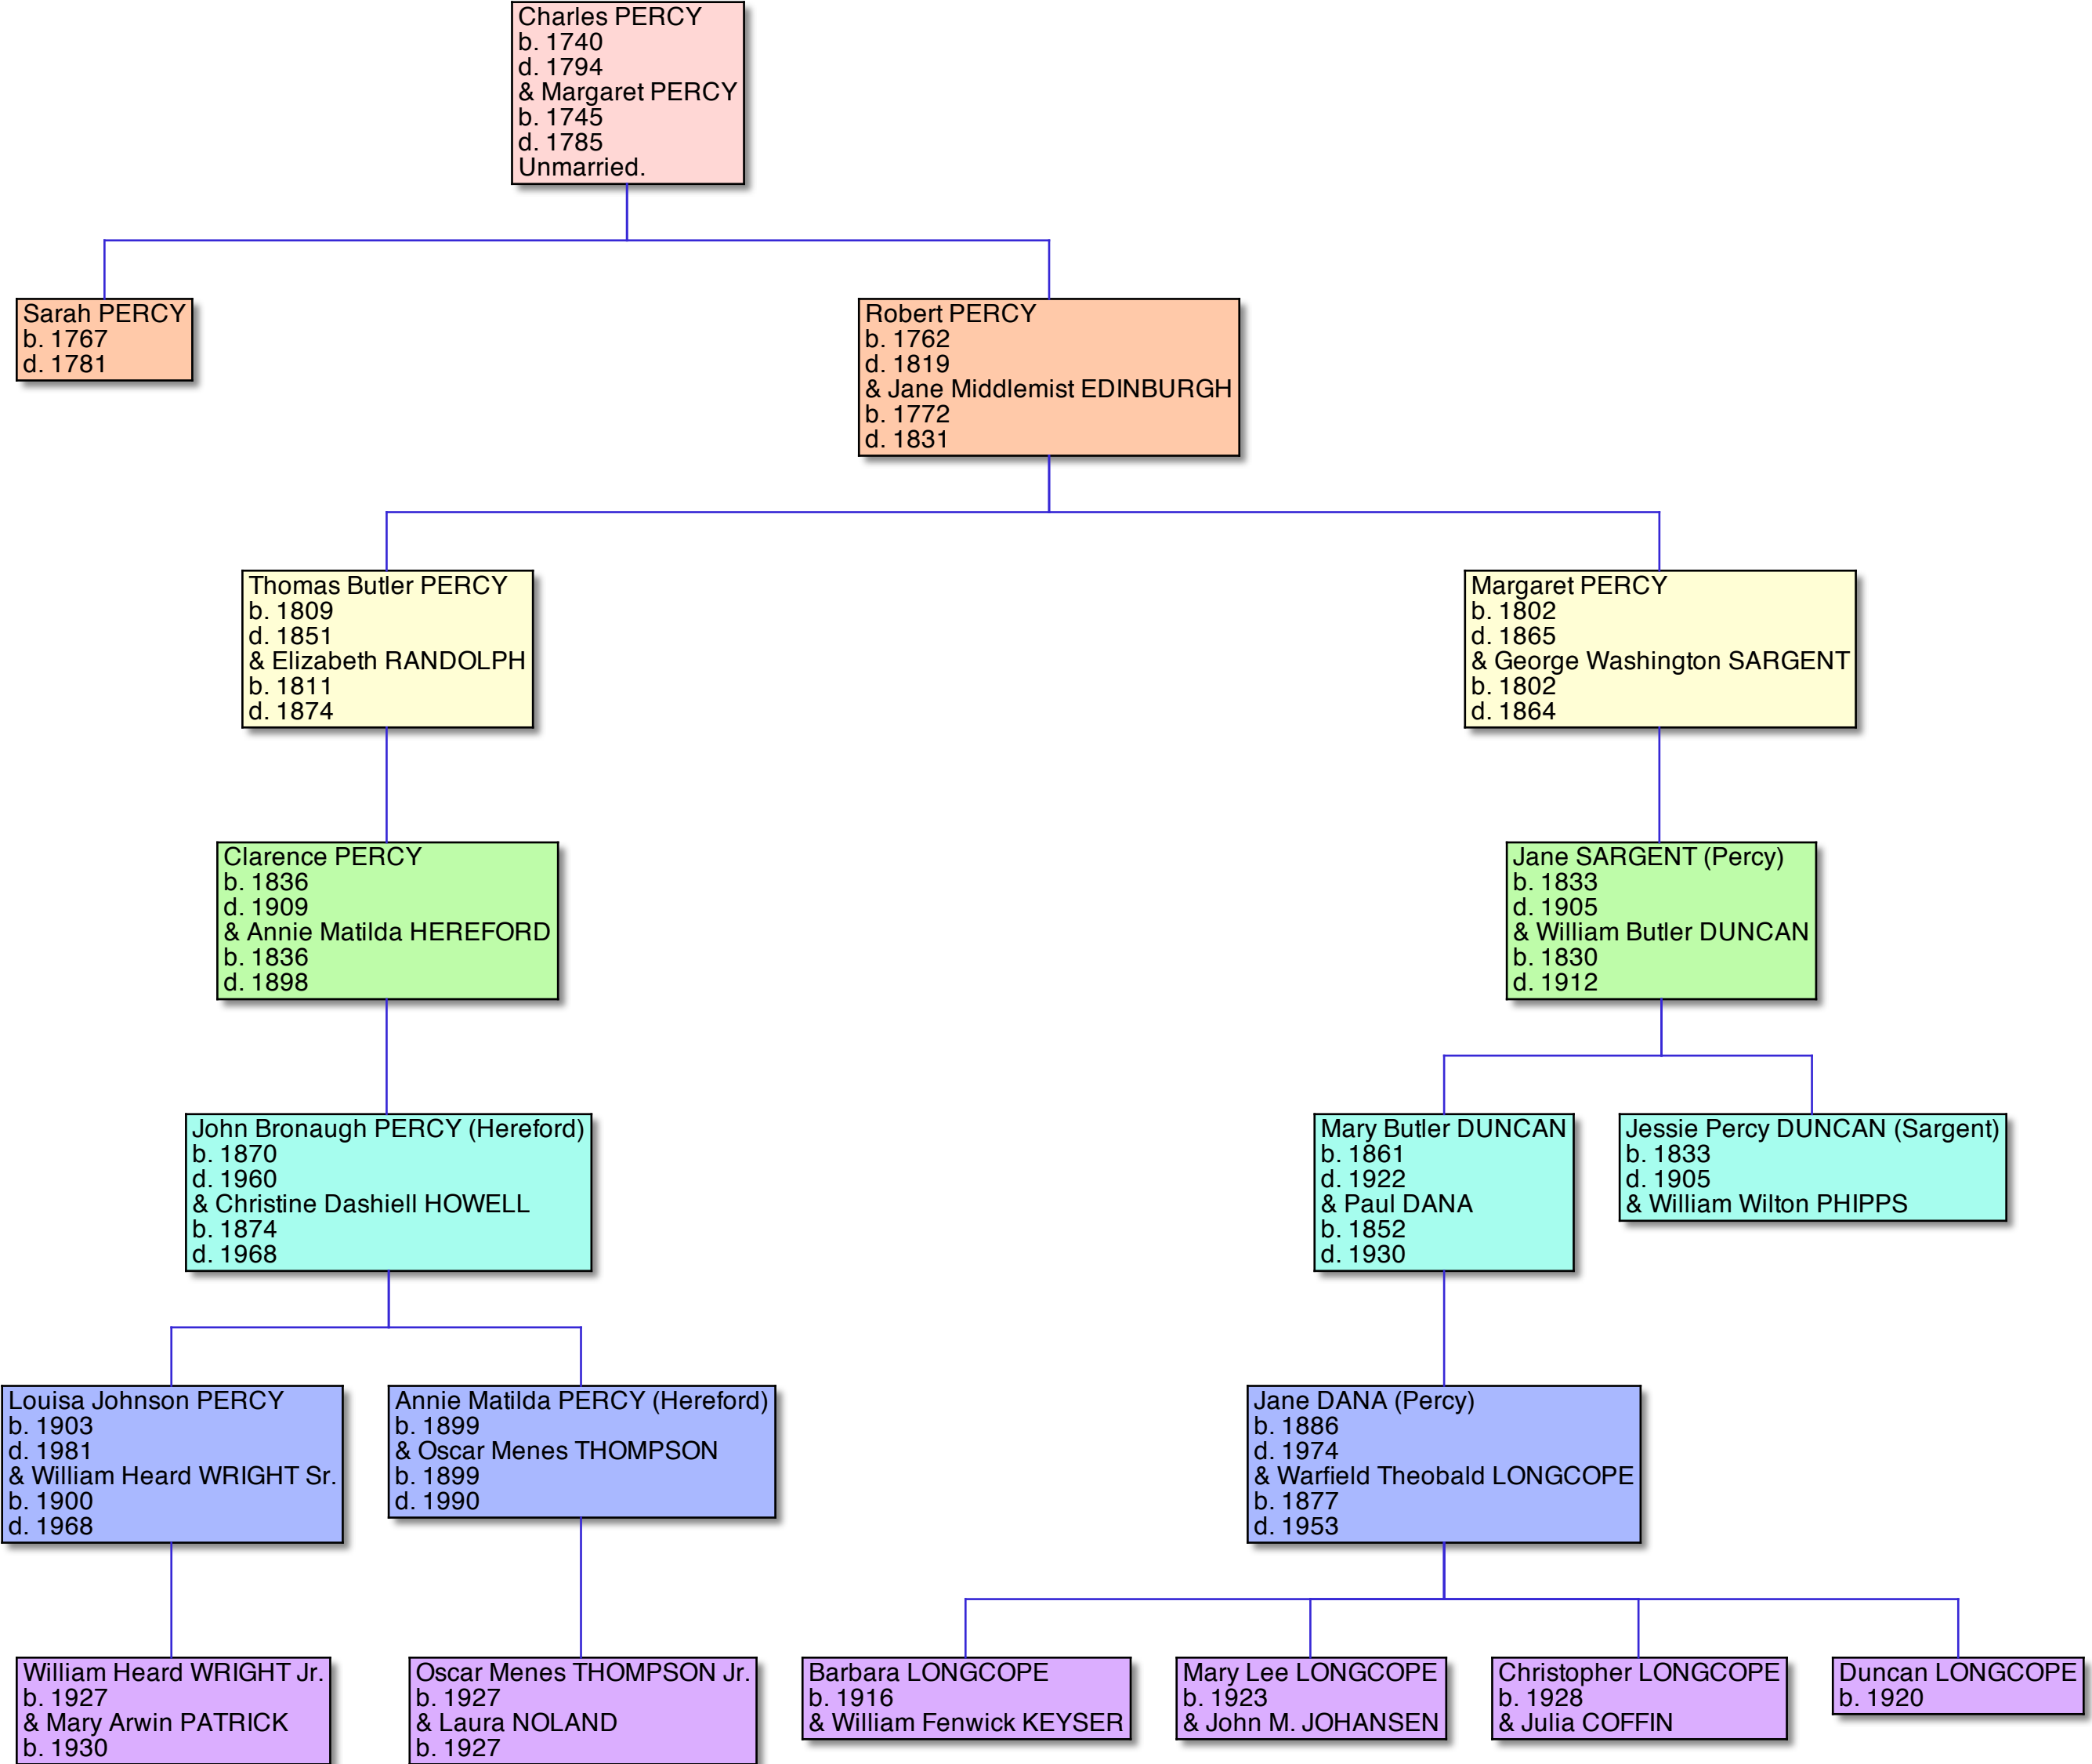 Charles PERCY
b. 1740
d. 1794
& Margaret PERCY
b. 1745
d. 1785
Unmarried.
Sarah PERCY
b. 1767
d. 1781
Robert PERCY
b. 1762
d. 1819
& Jane Middlemist EDINBURGH
b. 1772
d. 1831
Thomas Butler PERCY
b. 1809
d. 1851
& Elizabeth RANDOLPH
b. 1811
d. 1874
Margaret PERCY
b. 1802
d. 1865
& George Washington SARGENT
b. 1802
d. 1864
Clarence PERCY
b. 1836
d. 1909
& Annie Matilda HEREFORD
b. 1836
d. 1898
Jane SARGENT (Percy)
b. 1833
d. 1905
& William Butler DUNCAN
b. 1830
d. 1912
John Bronaugh PERCY (Hereford)
b. 1870
d. 1960
& Christine Dashiell HOWELL
b. 1874
d. 1968
Mary Butler DUNCAN
b. 1861
d. 1922
& Paul DANA
b. 1852
d. 1930
Jessie Percy DUNCAN (Sargent)
b. 1833
d. 1905
& William Wilton PHIPPS
Louisa Johnson PERCY
b. 1903
d. 1981
& William Heard WRIGHT Sr.
b. 1900
d. 1968
Annie Matilda PERCY (Hereford)
b. 1899
& Oscar Menes THOMPSON
b. 1899
d. 1990
Jane DANA (Percy)
b. 1886
d. 1974
& Warfield Theobald LONGCOPE
b. 1877
d. 1953
William Heard WRIGHT Jr.
b. 1927
& Mary Arwin PATRICK
b. 1930
Oscar Menes THOMPSON Jr.
b. 1927
& Laura NOLAND
b. 1927
Barbara LONGCOPE
b. 1916
& William Fenwick KEYSER
Mary Lee LONGCOPE
b. 1923
& John M. JOHANSEN
Christopher LONGCOPE
b. 1928
& Julia COFFIN
Duncan LONGCOPE
b. 1920